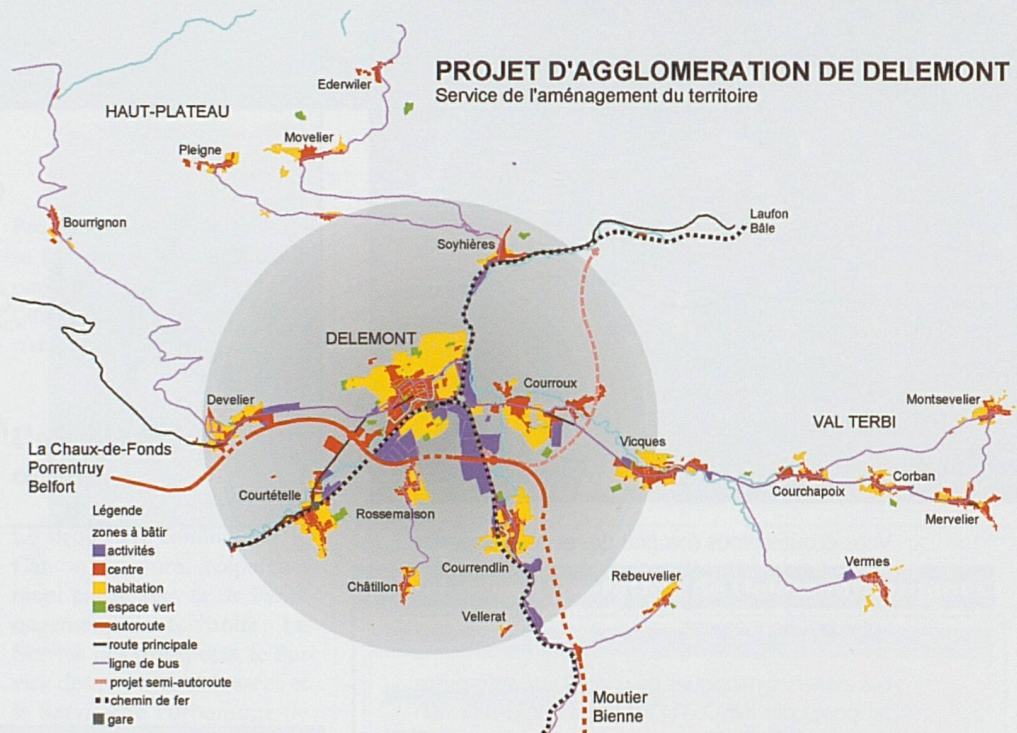 PROJET D'AGGLOMERATION DE DELEMONT
Service de l'aménagement du territoire
Ederwiler
HAUT-PLATEAU
Movelier
Pleigne
Bourrignon
Laufon
Bâle
Soyhières
DELEMONT
Courroux
Develier
Montsevelier
VAL TERBI
Vicques
La Chaux-de-Fonds
Porrentruy
Belfort
Corban
Courchapoix
Courtételle
Rossemaison
Mervelier
Courrendlin
Châtillon
Rebeuvelier
Vermes
Vellerat
Moutier
Bienne
Légende
zones à bâtir
activités
centre
habitation
espace vert
autoroute
route principale
ligne de bus
projet semi-autoroute
chemin de fer
gare